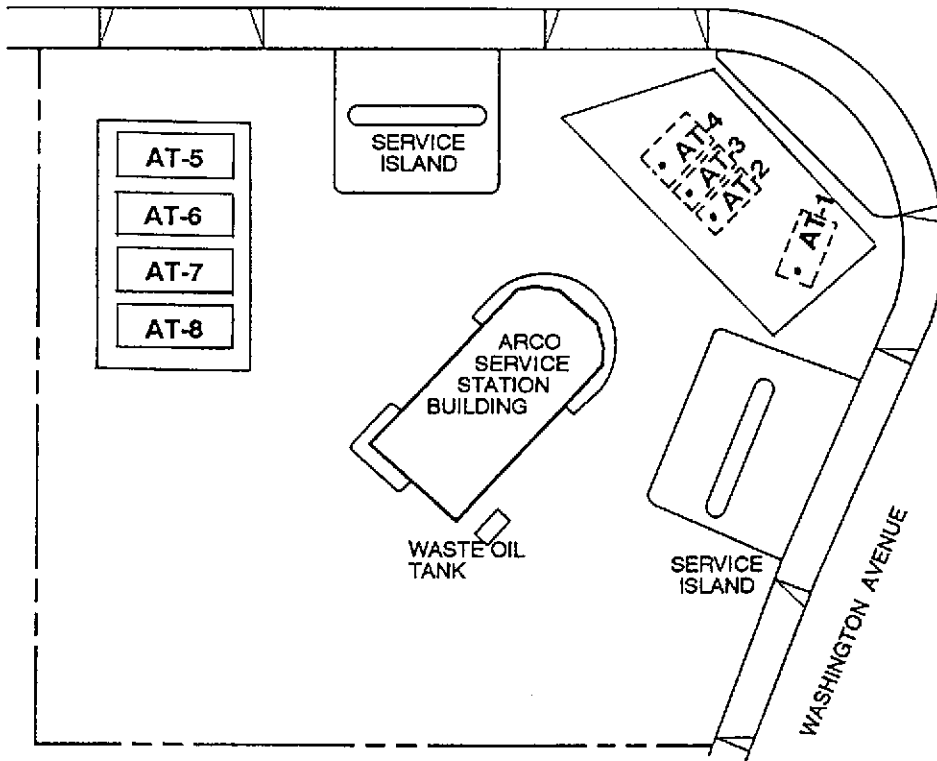 SERVICE
ISLAND
AT-5
AT-6
AT-7
AT-8
AT-4
AT-3
AT-2
AT-1
ARCO
SERVICE
STATION
BUILDING
WASTE OIL
TANK
SERVICE
ISLAND
WASHINGTON AVENUE